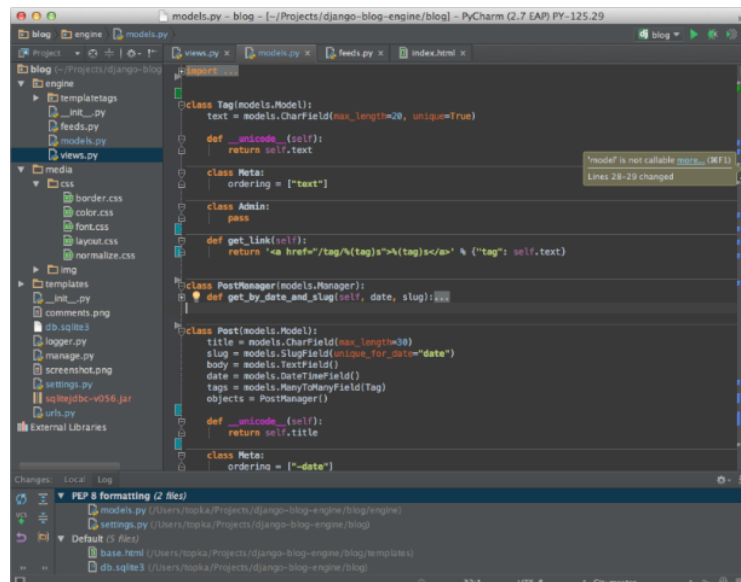 models.py - blog - [~/Projects/django-blog-engine/blog] - PyCharm (2.7 EAP) PY-125.29
blog engine models.py
blog
Project
views.py × models.py × feeds.py × index.html ×
blog (~/Projects/django-blog
engine
templatetags
__init__.py
feeds.py
models.py
views.py
media
css
border.css
color.css
font.css
layout.css
normalize.css
img
templates
__init__.py
comments.png
db.sqlite3
logger.py
manage.py
screenshot.png
settings.py
sqlitejdbc-v056.jar
urls.py
External Libraries
import ...
class Tag(models.Model):
text = models.CharField(max_length=20, unique=True)
def __unicode__(self):
return self.text
class Meta:
ordering = ["text"]
class Admin:
pass
def get_link(self):
return '<a href="/tag/%(tag)s">%(tag)s</a>' % {"tag": self.text}
class PostManager(models.Manager):
def get_by_date_and_slug(self, date, slug):...
class Post(models.Model):
title = models.CharField(max_length=30)
slug = models.SlugField(unique_for_date="date")
body = models.TextField()
date = models.DateTimeField()
tags = models.ManyToManyField(Tag)
objects = PostManager()
def __unicode__(self):
return self.title
class Meta:
ordering = ["-date"]
'model' is not callable more... (⌘F1)
Lines 28-29 changed
Changes: Local Log
PEP 8 formatting (2 files)
models.py (/Users/topka/Projects/django-blog-engine/blog/engine)
settings.py (/Users/topka/Projects/django-blog-engine/blog)
Default (5 files)
base.html (/Users/topka/Projects/django-blog-engine/blog/templates)
db.sqlite3 (/Users/topka/Projects/django-blog-engine/blog)